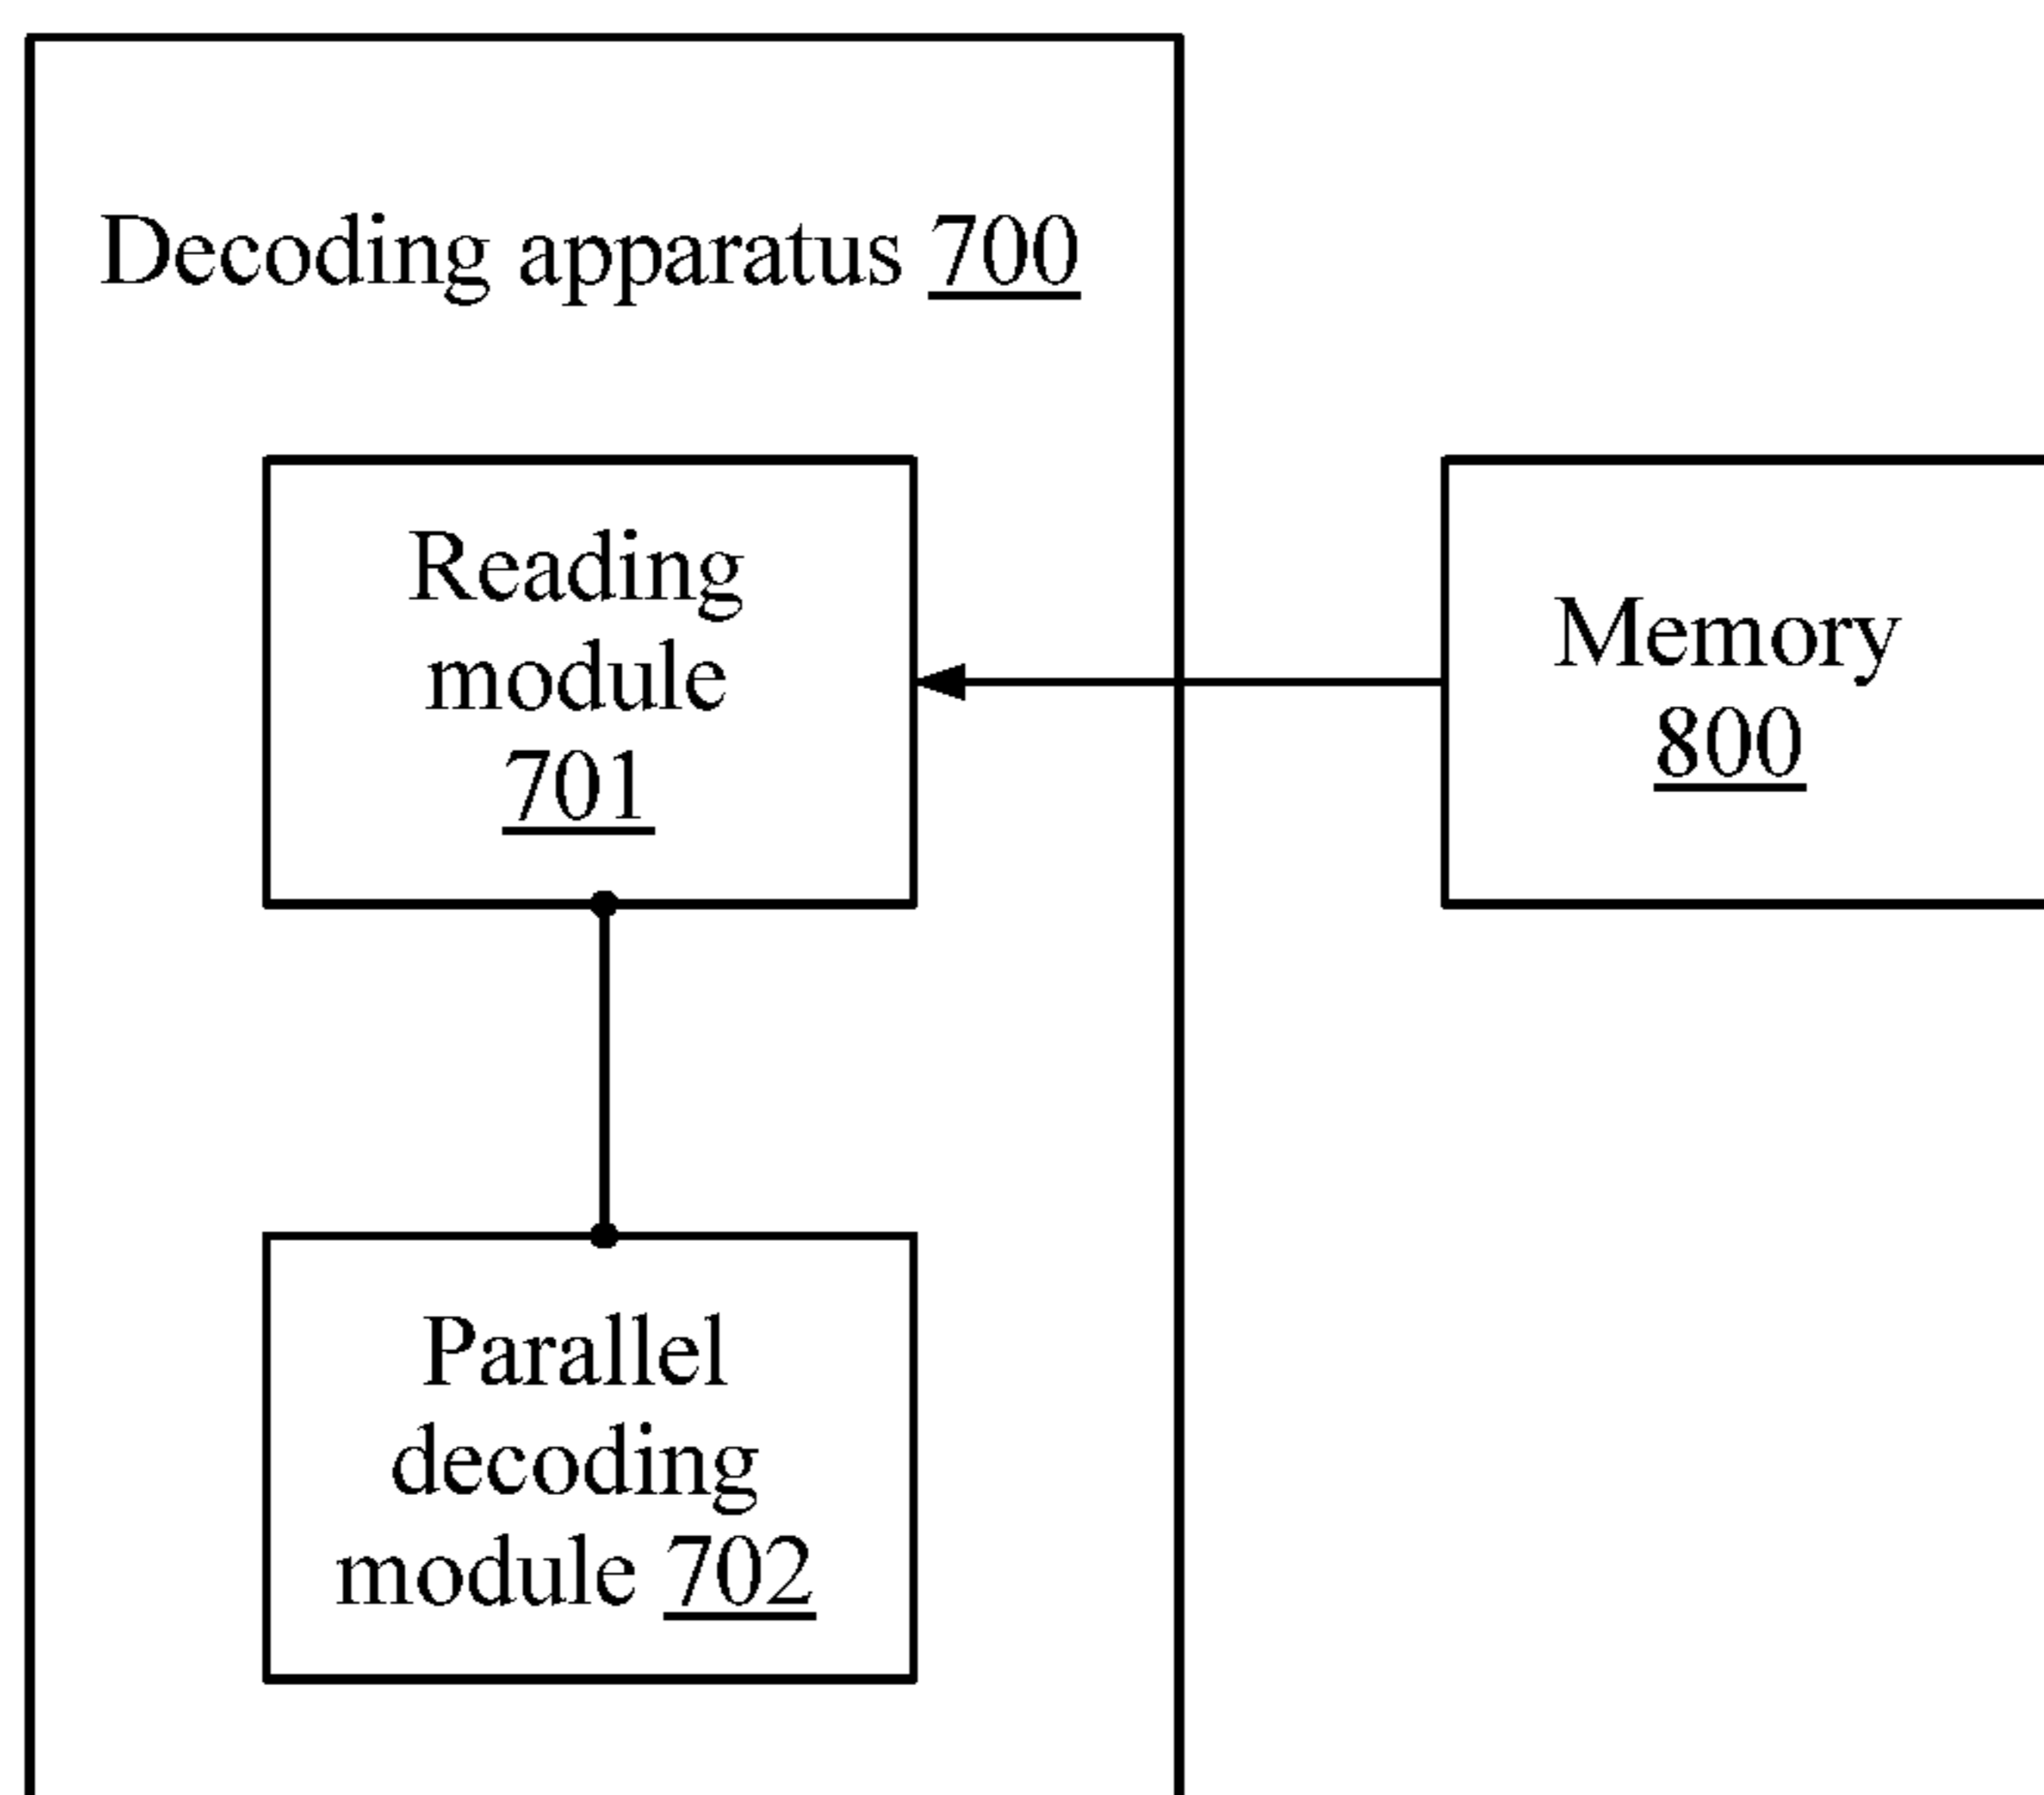 Decoding apparatus 700
Reading
module
701
Memory
800
Parallel
decoding
module 702